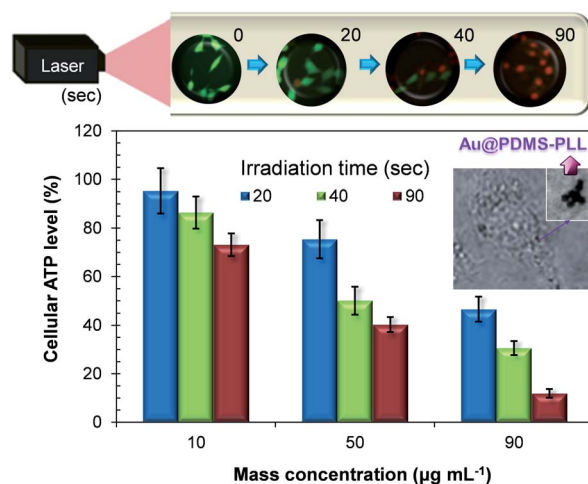 0
20
40
90
Laser
(sec)
120
100
80
60
40
20
0
Cellular ATP level (%)
Irradiation time (sec)
20 40 90
Au@PDMS-PLL
10 50 90
Mass concentration (µg mL⁻¹)